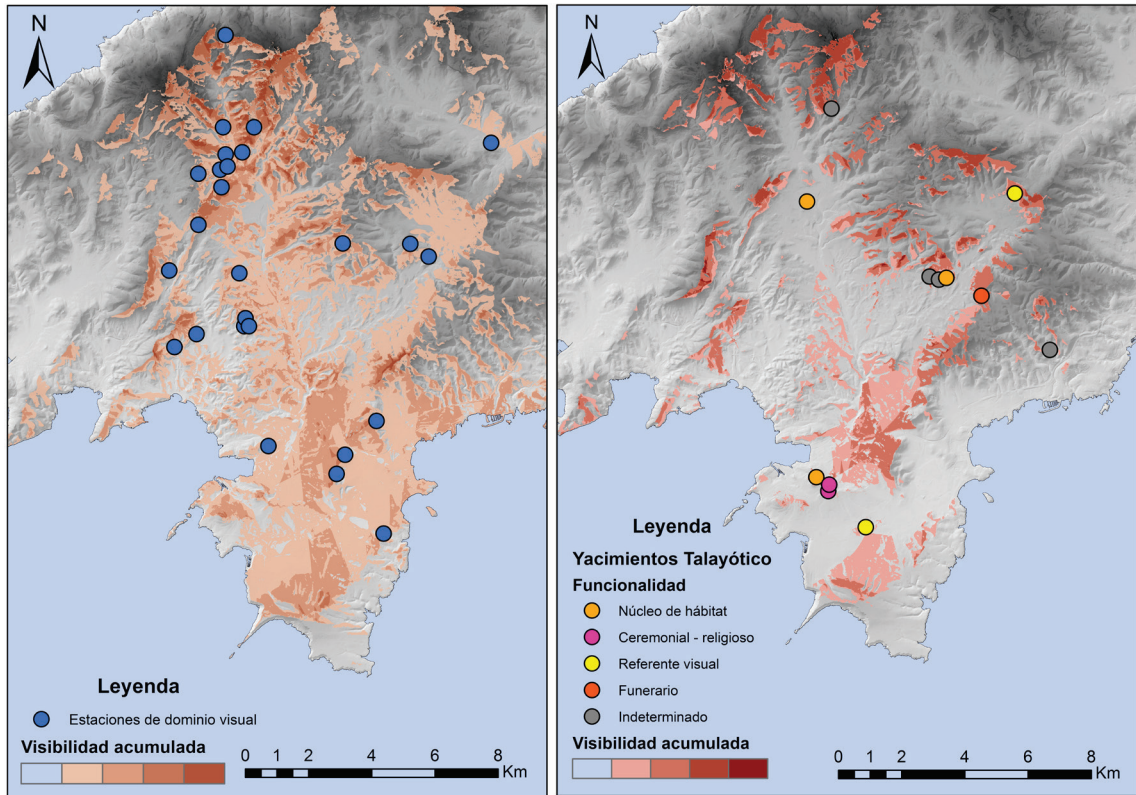 N
Leyenda
Estaciones de dominio visual
Visibilidad acumulada
0 1 2 4 6 8
Km
N
Leyenda
Yacimientos Talayótico
Funcionalidad
Núcleo de hábitat
Ceremonial - religioso
Referente visual
Funerario
Indeterminado
Visibilidad acumulada
0 1 2 4 6 8
Km